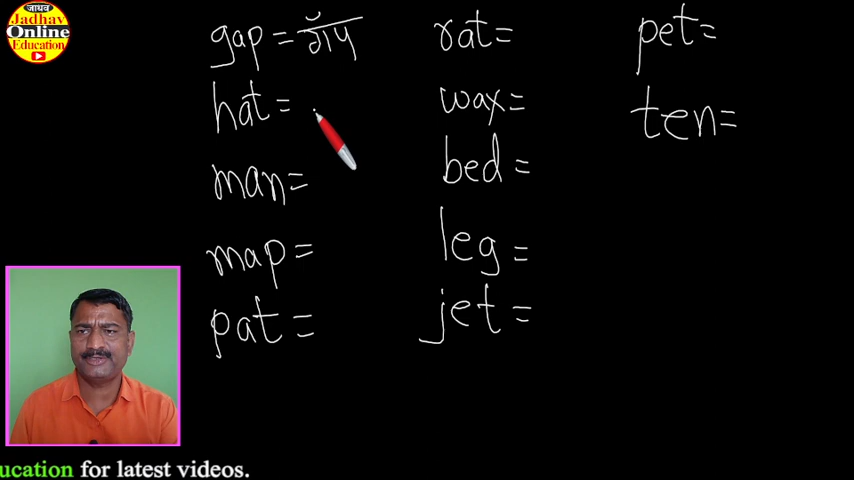 जाधव
Jadhav
Online
Education
gap = गॅप
hat =
man =
map =
pat =
rat =
wax =
bed =
leg =
jet =
pet =
ten =
ucation for latest videos.